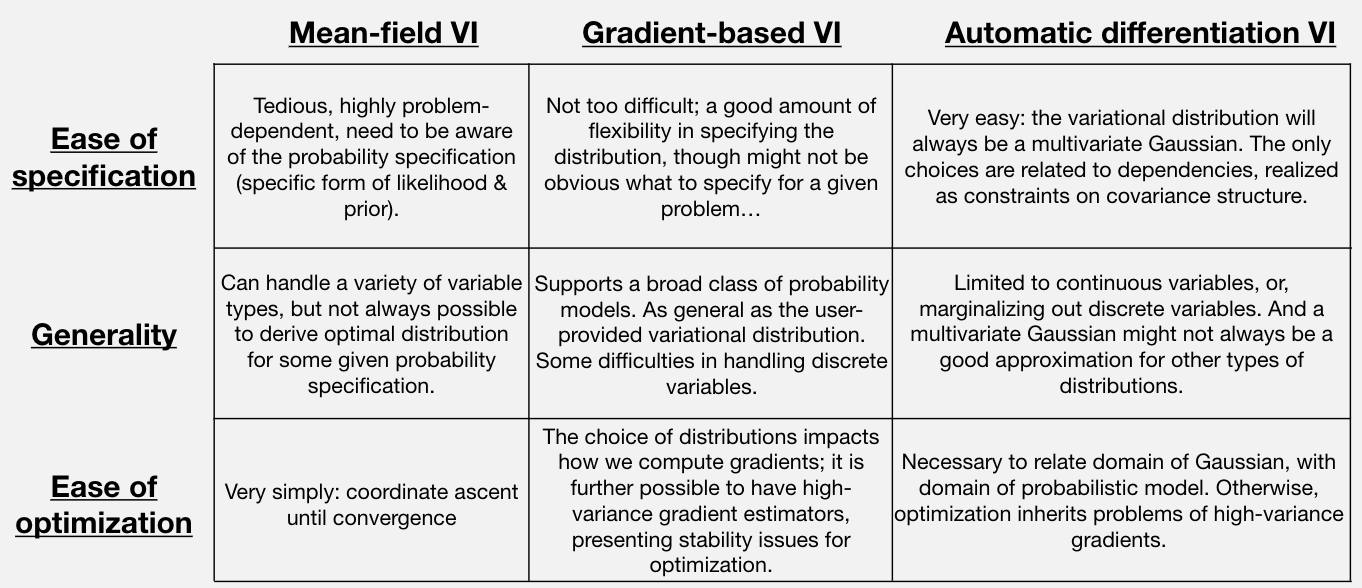 Mean-field VI
Gradient-based VI
Automatic differentiation VI
Ease of
specification
Tedious, highly problem-
dependent, need to be aware
of the probability specification
(specific form of likelihood &
prior).
Not too difficult; a good amount of
flexibility in specifying the
distribution, though might not be
obvious what to specify for a given
problem…
Very easy: the variational distribution will
always be a multivariate Gaussian. The only
choices are related to dependencies, realized
as constraints on covariance structure.
Generality
Can handle a variety of variable
types, but not always possible
to derive optimal distribution
for some given probability
specification.
Supports a broad class of probability
models. As general as the user-
provided variational distribution.
Some difficulties in handling discrete
variables.
Limited to continuous variables, or,
marginalizing out discrete variables. And a
multivariate Gaussian might not always be a
good approximation for other types of
distributions.
Ease of
optimization
Very simply: coordinate ascent
until convergence
The choice of distributions impacts
how we compute gradients; it is
further possible to have high-
variance gradient estimators,
presenting stability issues for
optimization.
Necessary to relate domain of Gaussian, with
domain of probabilistic model. Otherwise,
optimization inherits problems of high-variance
gradients.